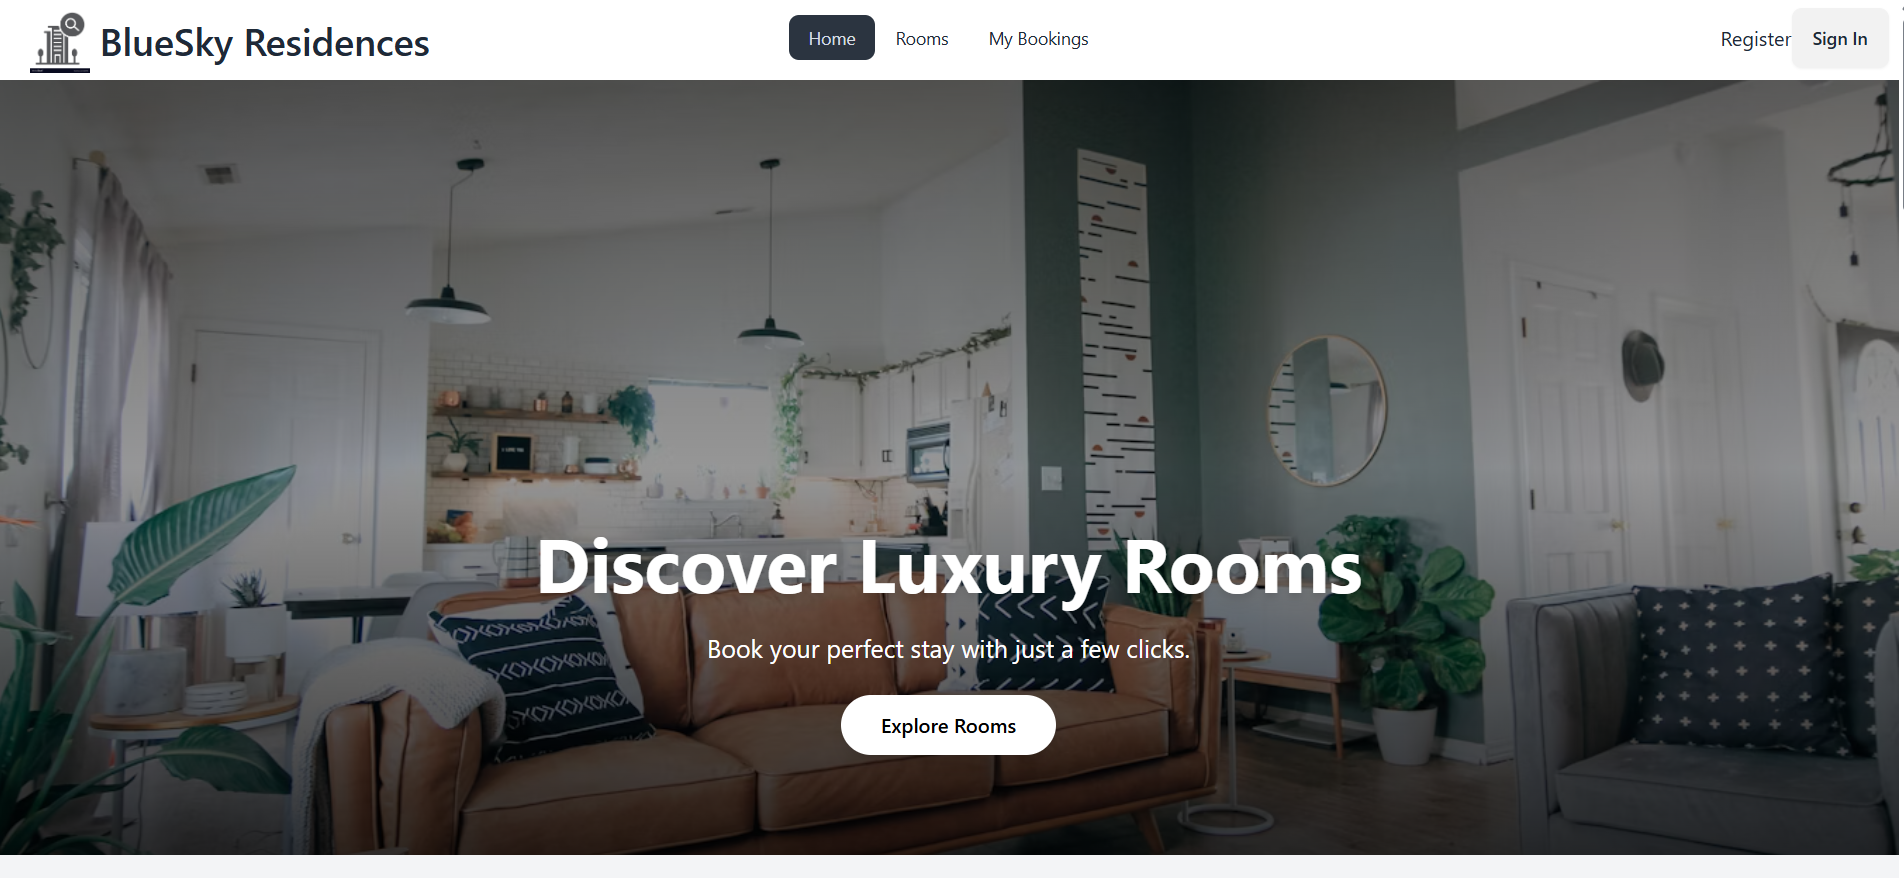 BlueSky Residences
Home
Rooms
My Bookings
Register
Sign In
Discover Luxury Rooms
Book your perfect stay with just a few clicks.
Explore Rooms